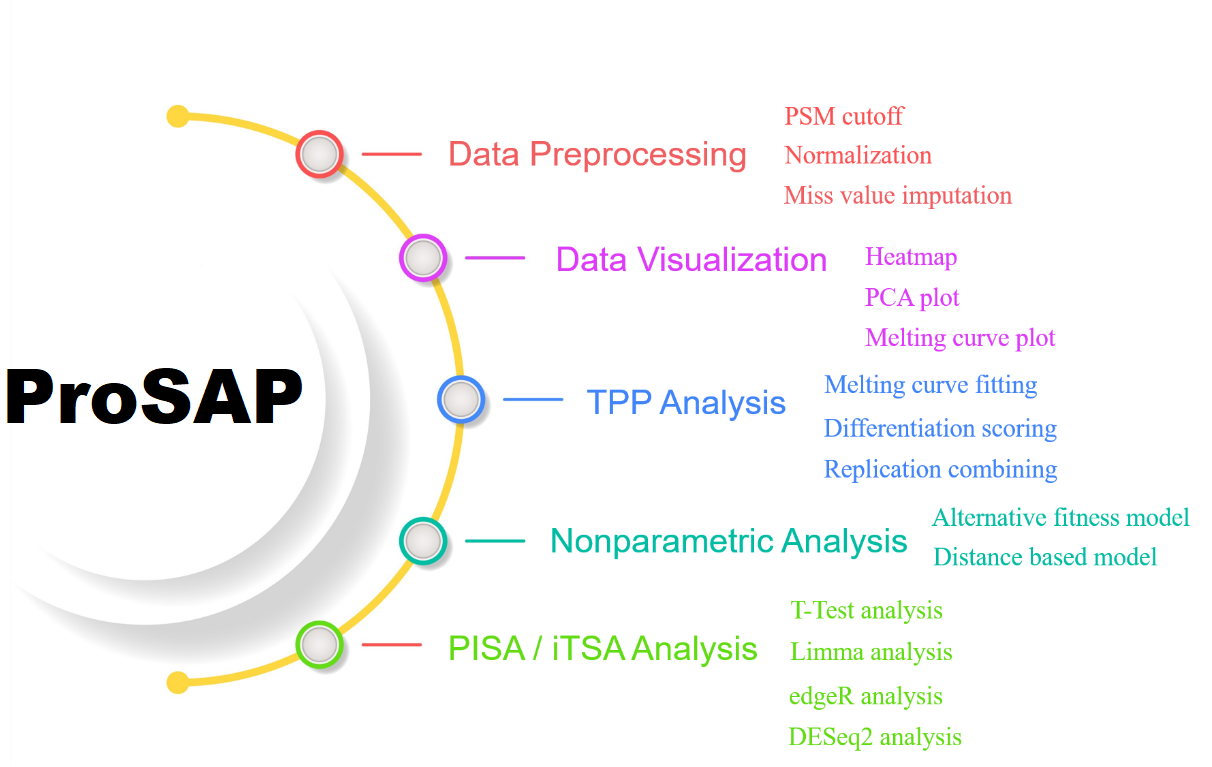 ProSAP
Data Preprocessing
PSM cutoff
Normalization
Miss value imputation
Data Visualization
Heatmap
PCA plot
Melting curve plot
TPP Analysis
Melting curve fitting
Differentiation scoring
Replication combining
Nonparametric Analysis
Alternative fitness model
Distance based model
PISA / iTSA Analysis
T-Test analysis
Limma analysis
edgeR analysis
DESeq2 analysis